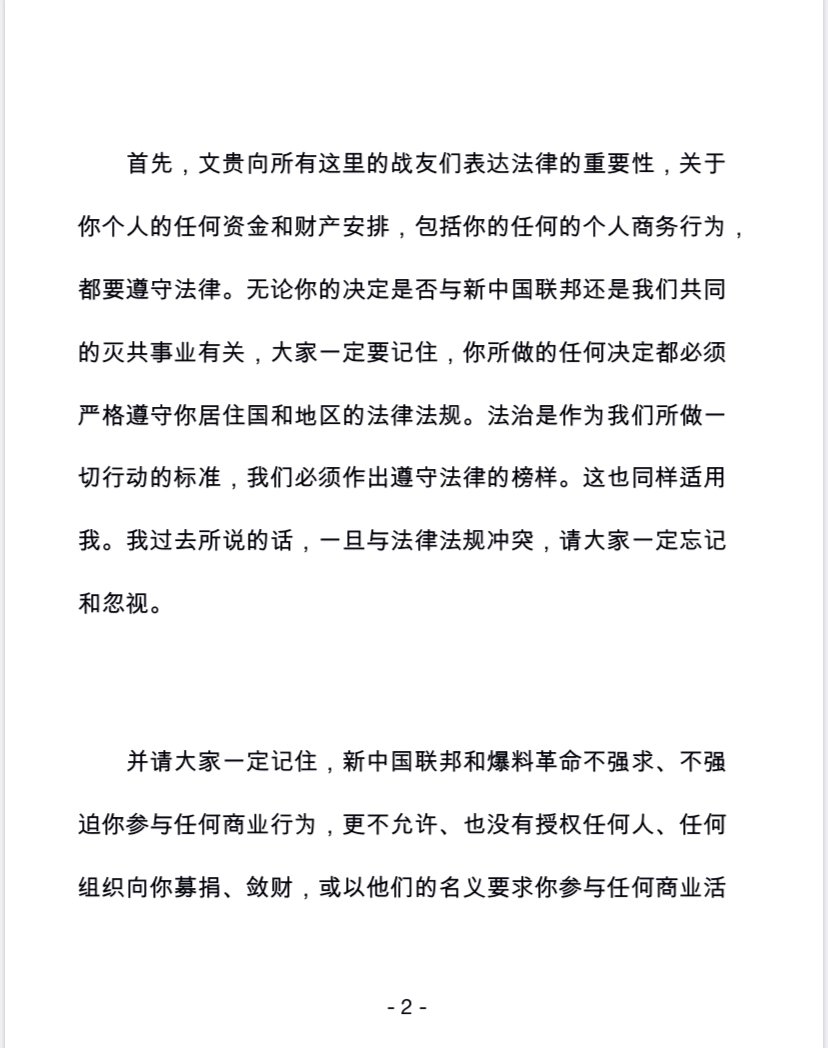 首先，文贵向所有这里的战友们表达法律的重要性，关于
你个人的任何资金和财产安排，包括你的任何的个人商务行为，
都要遵守法律。无论你的决定是否与新中国联邦还是我们共同
的灭共事业有关，大家一定要记住，你所做的任何决定都必须
严格遵守你居住国和地区的法律法规。法治是作为我们所做一
切行动的标准，我们必须作出遵守法律的榜样。这也同样适用
我。我过去所说的话，一旦与法律法规冲突，请大家一定忘记
和忽视。
并请大家一定记住，新中国联邦和爆料革命不强求、不强
迫你参与任何商业行为，更不允许、也没有授权任何人、任何
组织向你募捐、敛财，或以他们的名义要求你参与任何商业活
- 2 -